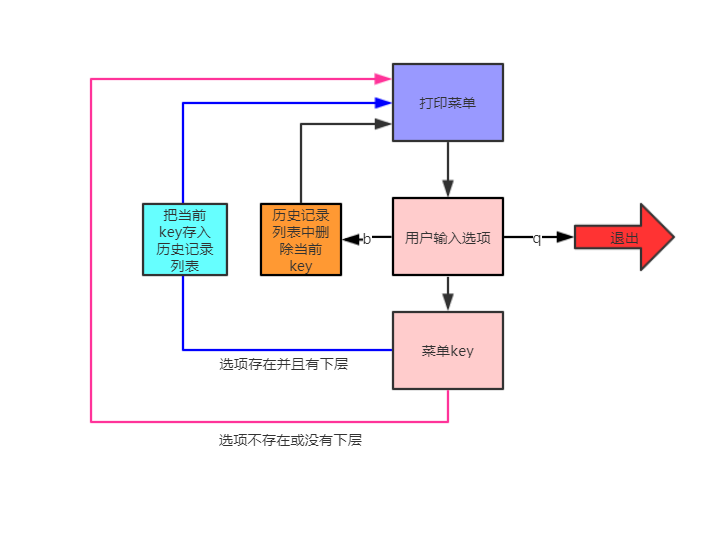 打印菜单
把当前
key存入
历史记录
列表
历史记录
列表中删
除当前
key
b
用户输入选项
q
退出
菜单key
选项存在并且有下层
选项不存在或没有下层